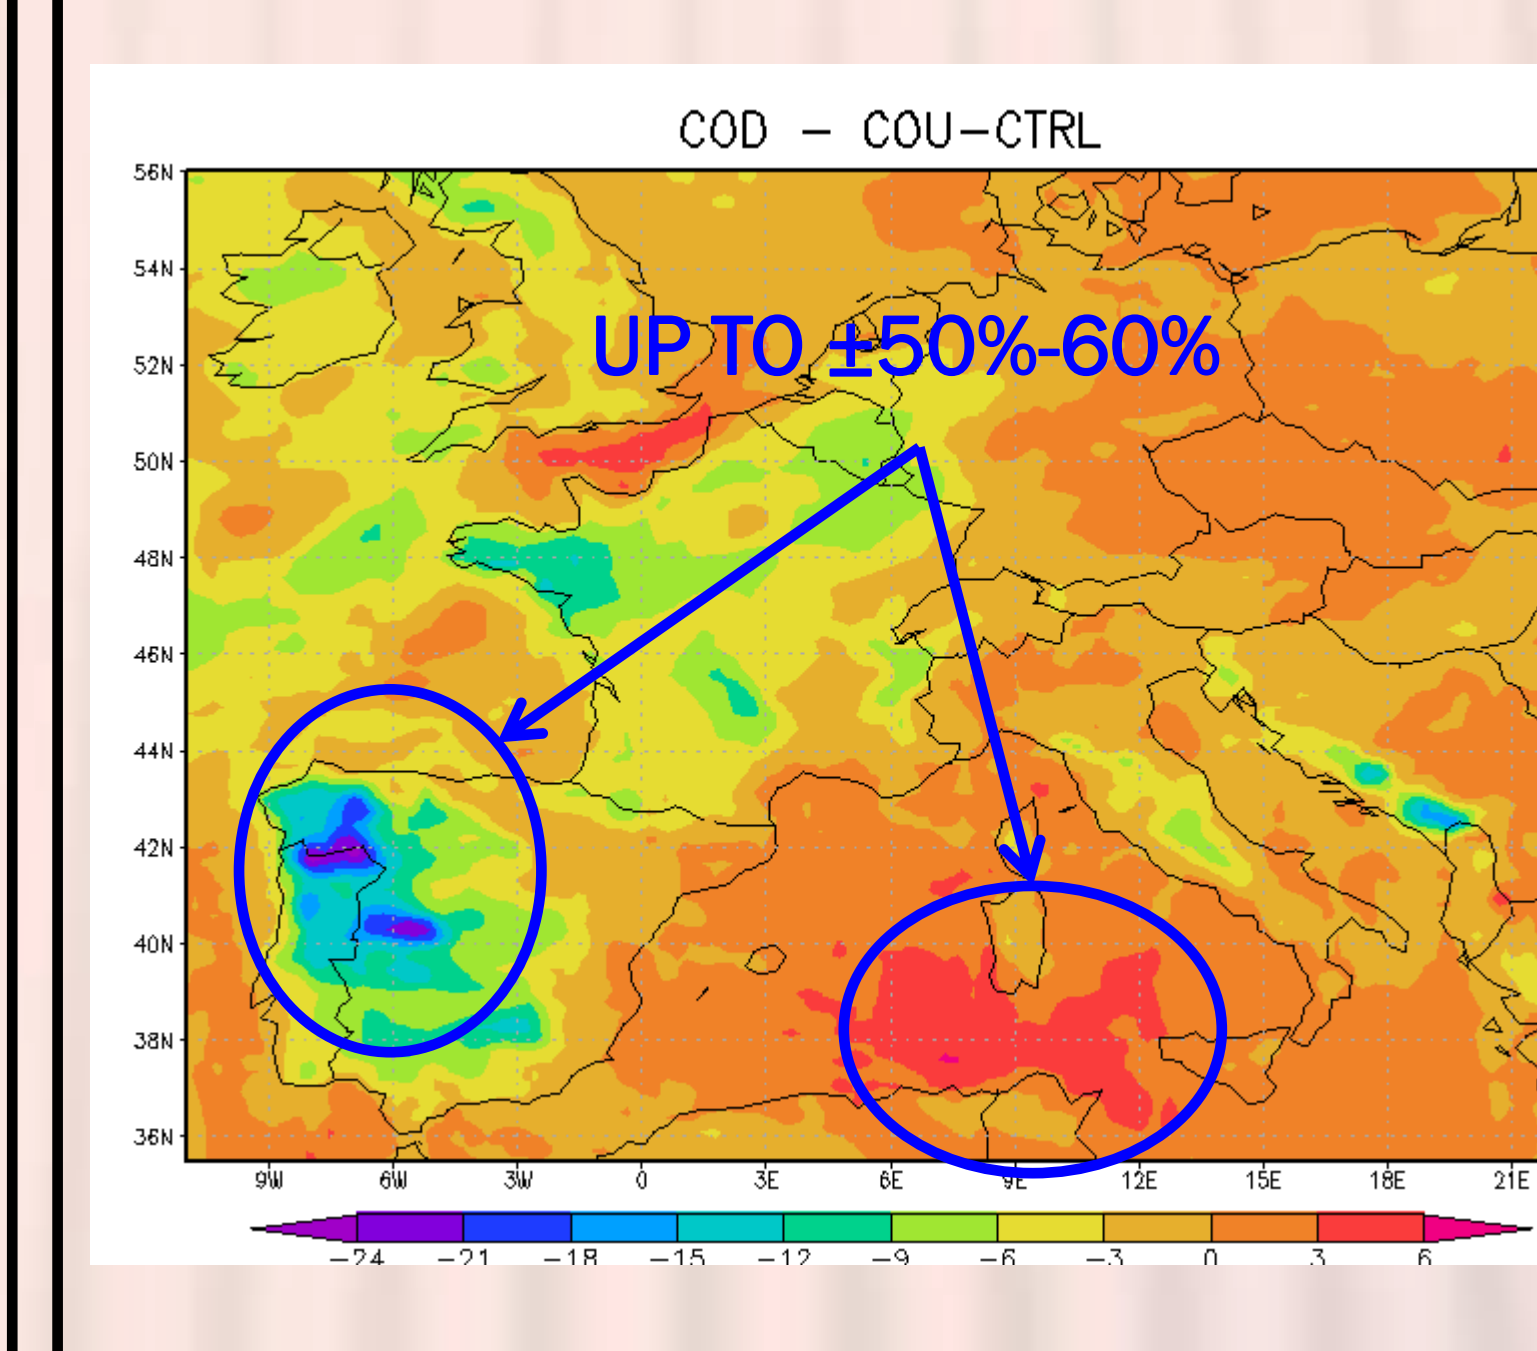 COD – COU–CTRL
56N
54N
UP TO ±50%-60%
52N
50N
48N
46N
44N
42N
40N
38N
36N
9W 6W 3W 0 3E 6E 9E 12E 15E 18E 21E
−24 −21 −18 −15 −12 −9 −6 −3 0 3 6